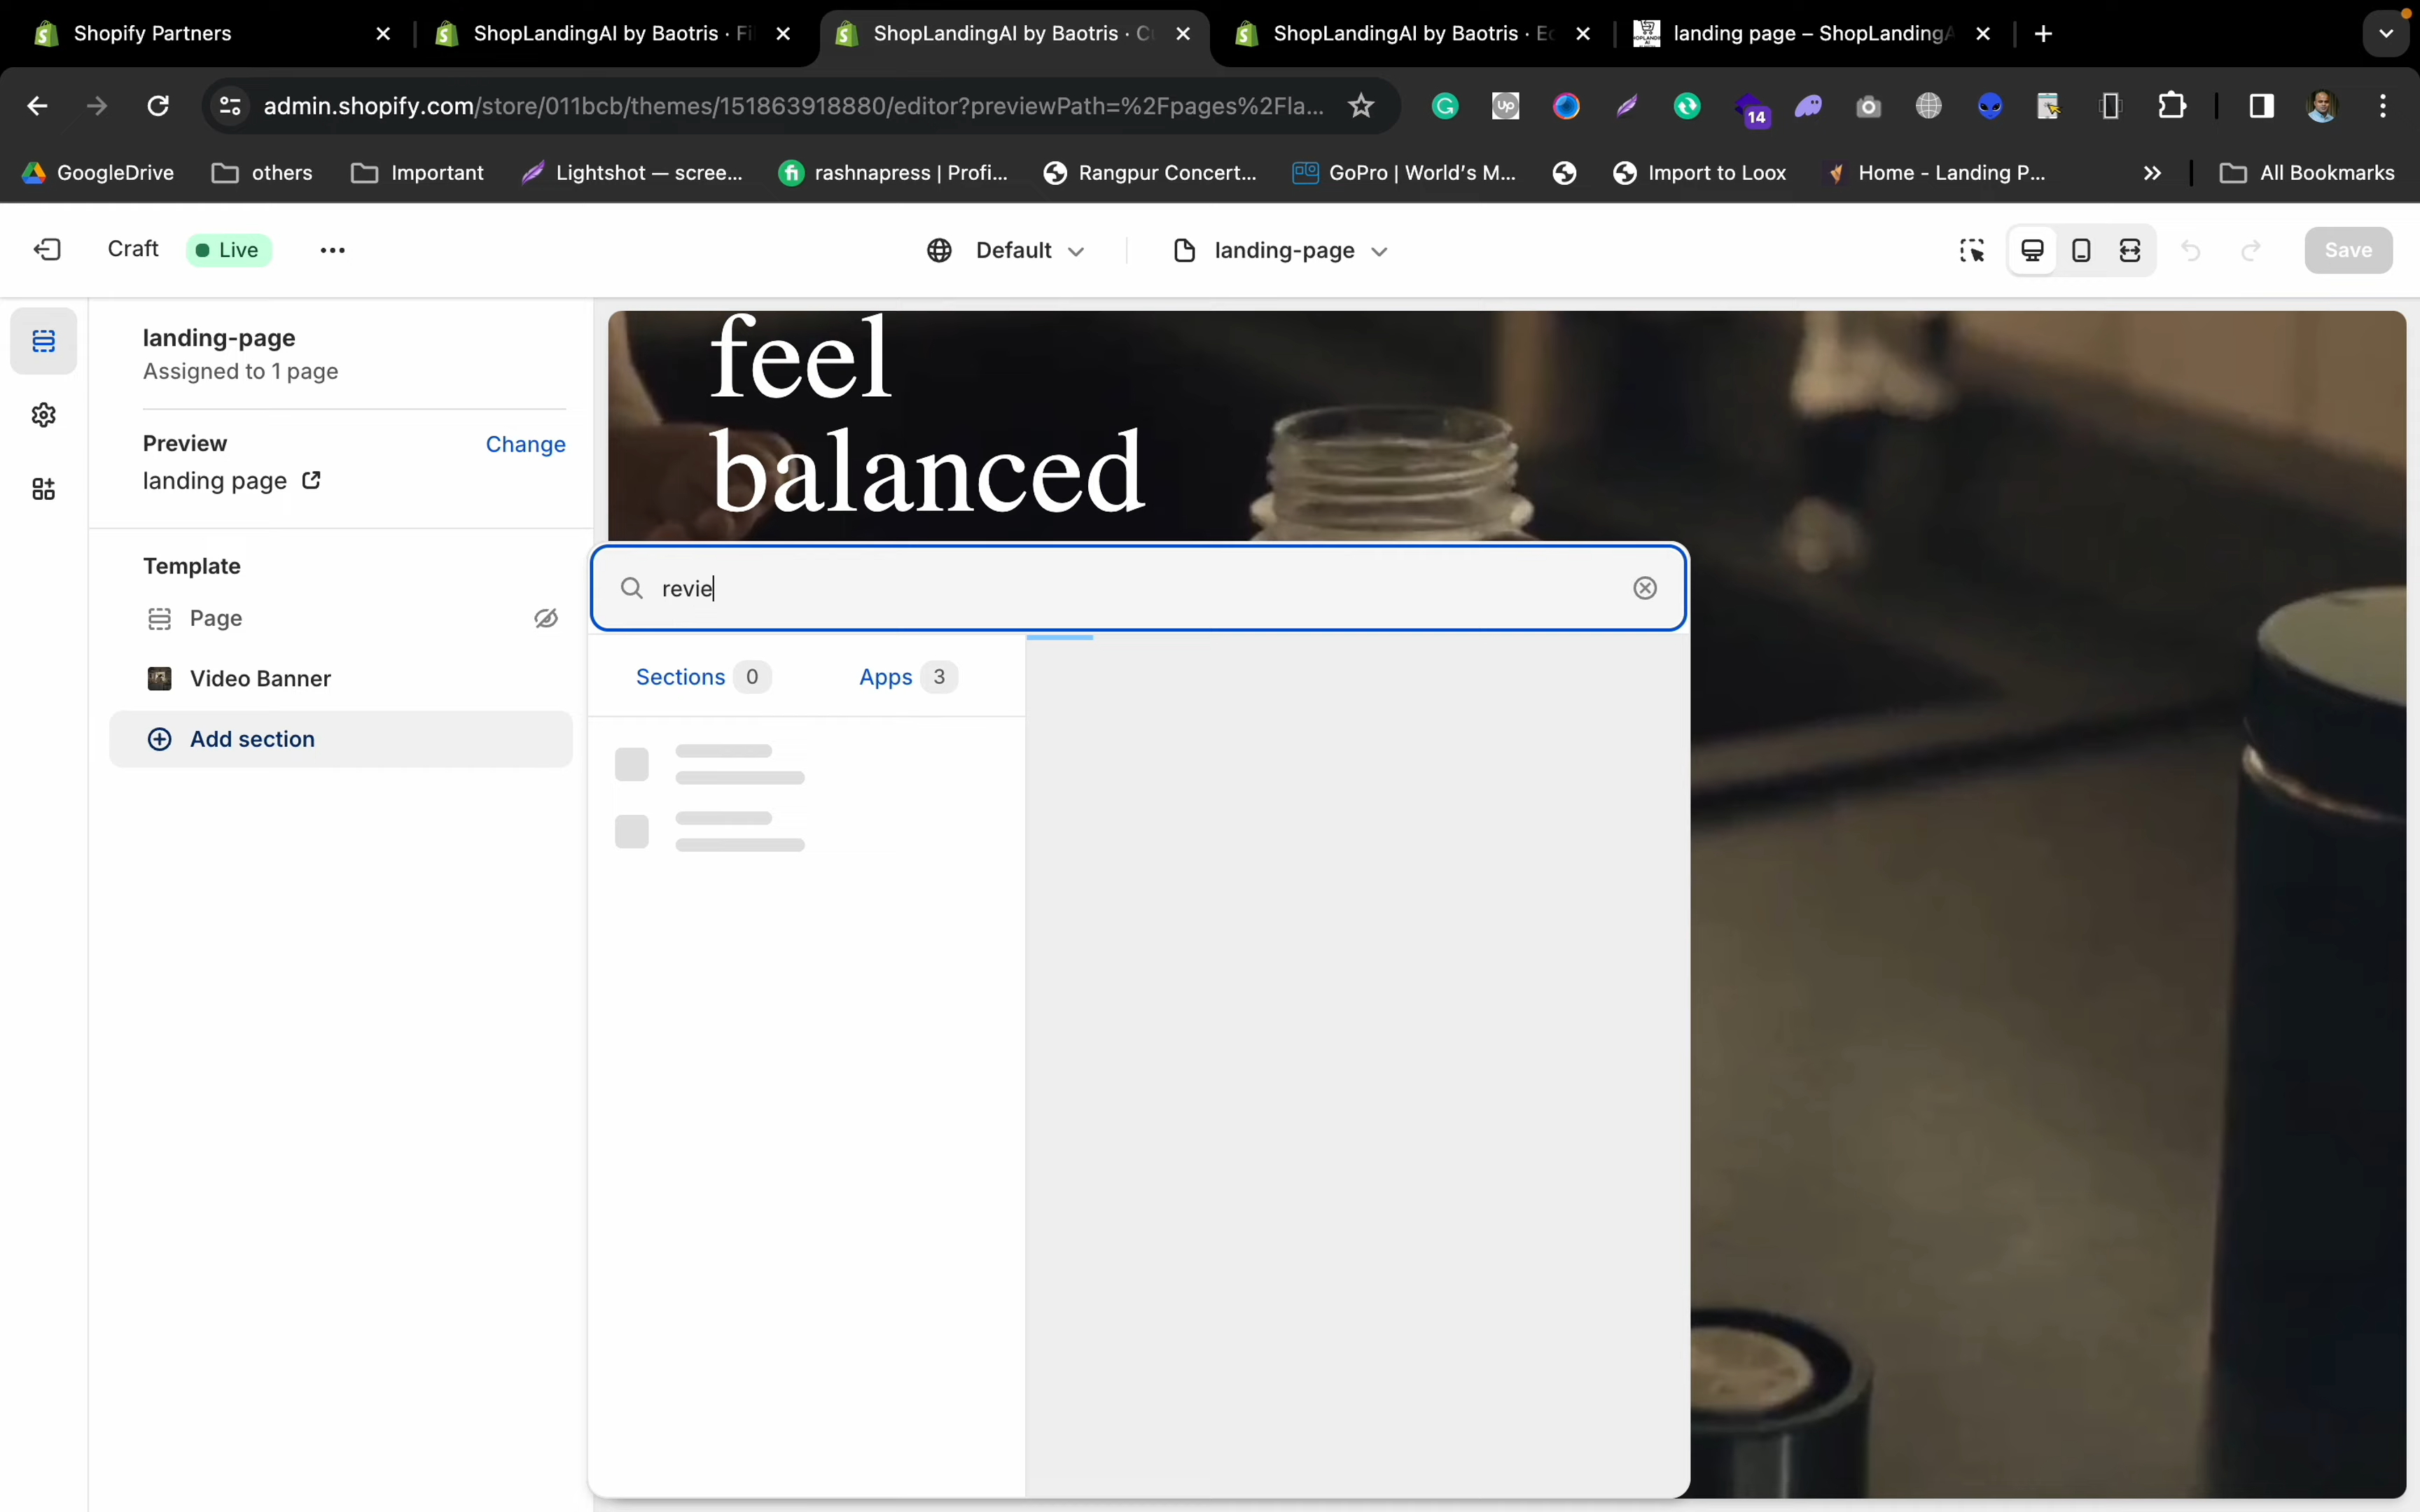 Shopify Partners
ShopLandingAI by Baotris · Fi
ShopLandingAI by Baotris · Cu
ShopLandingAI by Baotris · Ec
landing page – ShopLandingA
admin.shopify.com/store/011bcb/themes/151863918880/editor?previewPath=%2Fpages%2Fla...
14
GoogleDrive
others
Important
Lightshot — scree...
rashnapress | Profi...
Rangpur Concert...
GoPro | World's M...
Import to Loox
Home - Landing P...
All Bookmarks
Craft
Live
Default
landing-page
Save
landing-page
Assigned to 1 page
Preview
Change
landing page
Template
Page
Video Banner
Add section
feel
balanced
revie
Sections 0
Apps 3